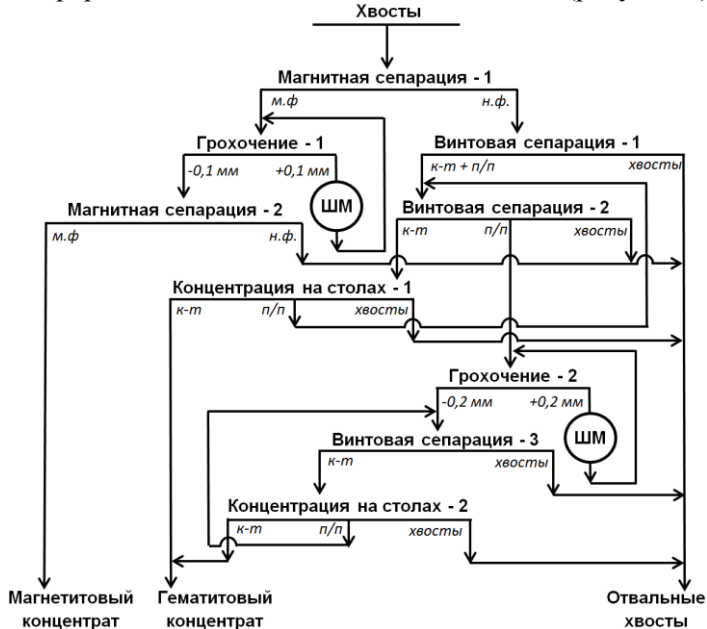 Хвосты
Магнитная сепарация - 1
м.ф
н.ф.
Грохочение - 1
Винтовая сепарация - 1
-0,1 мм
+0,1 мм
к-т + п/п
хвосты
ШМ
Магнитная сепарация - 2
Винтовая сепарация - 2
м.ф
н.ф.
к-т
п/п
хвосты
Концентрация на столах - 1
к-т
п/п
хвосты
Грохочение - 2
-0,2 мм
+0,2 мм
ШМ
Винтовая сепарация - 3
к-т
хвосты
Концентрация на столах - 2
к-т
п/п
хвосты
Магнетитовый
концентрат
Гематитовый
концентрат
Отвальные
хвосты